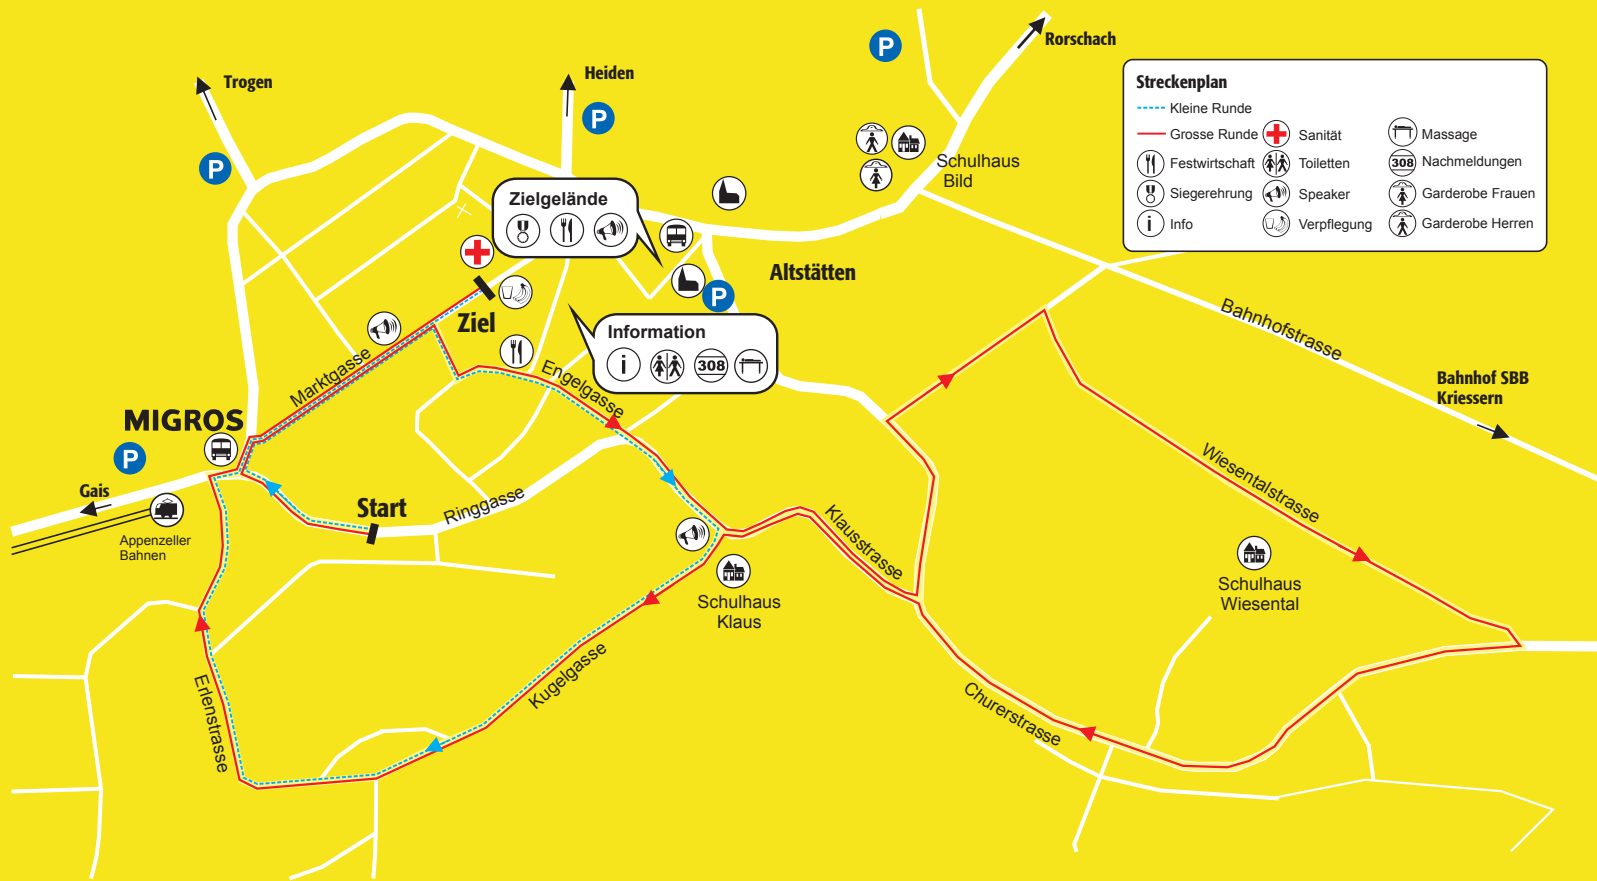 Trogen
Heiden
Rorschach
P
P
P
P
P
P
Streckenplan
Kleine Runde
Grosse Runde
Sanität
Massage
Festwirtschaft
Toiletten
308
Nachmeldungen
Siegerehrung
Speaker
Garderobe Frauen
i
Info
Verpflegung
Garderobe Herren
Schulhaus
Bild
Zielgelände
Altstätten
Ziel
Information
i
308
Marktgasse
Engelgasse
MIGROS
Bahnhofstrasse
Bahnhof SBB
Kriessern
Gais
Start
Ringgasse
Appenzeller
Bahnen
Klausstrasse
Wiesentalstrasse
Schulhaus
Klaus
Schulhaus
Wiesental
Erlenstrasse
Kugelgasse
Churerstrasse